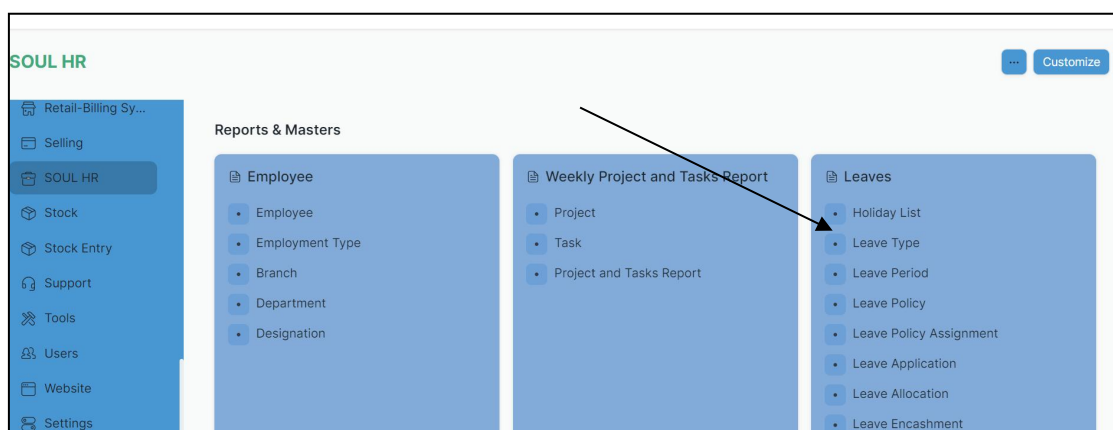 SOUL HR
...
Customize
Retail-Billing Sy...
Selling
SOUL HR
Stock
Stock Entry
Support
Tools
Users
Website
Settings
Reports & Masters
Employee
Employee
Employment Type
Branch
Department
Designation
Weekly Project and Tasks Report
Project
Task
Project and Tasks Report
Leaves
Holiday List
Leave Type
Leave Period
Leave Policy
Leave Policy Assignment
Leave Application
Leave Allocation
Leave Encashment